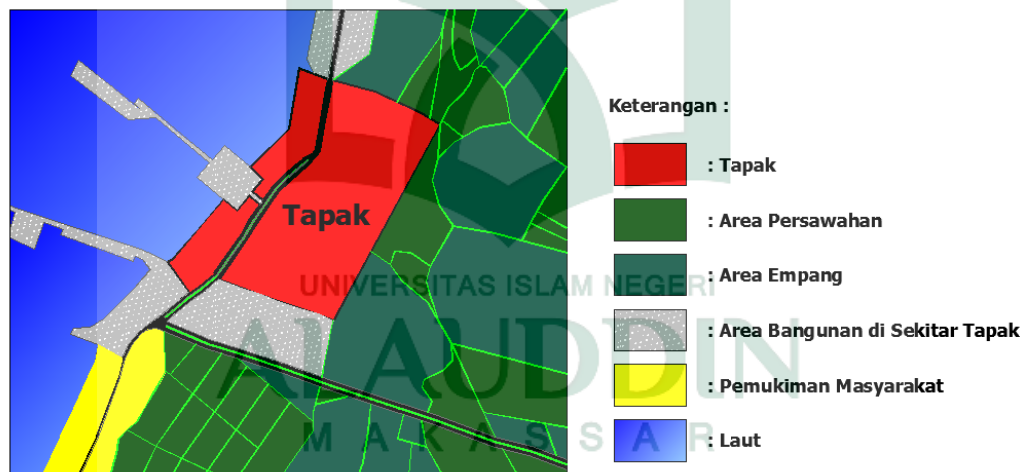 Keterangan :
Tapak
: Tapak
: Area Persawahan
: Area Empang
: Area Bangunan di Sekitar Tapak
: Pemukiman Masyarakat
: Laut
UNIVERSITAS ISLAM NEGERI
ALAUDDIN
MAKASSAR